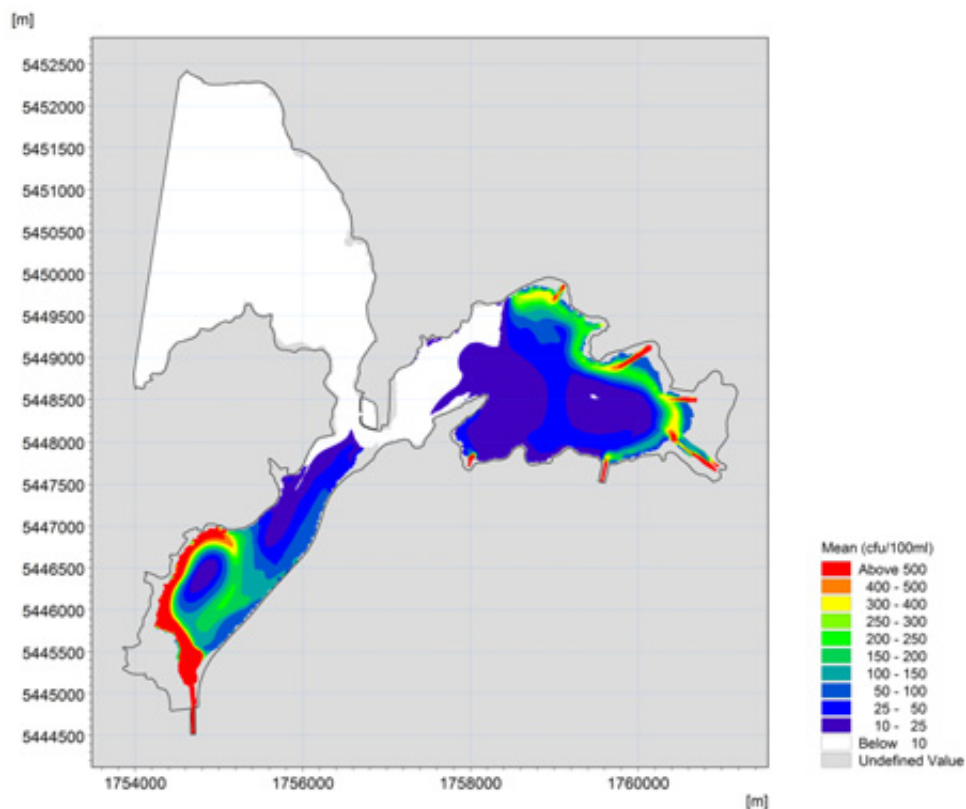 [m]
5452500
5452000
5451500
5451000
5450500
5450000
5449500
5449000
5448500
5448000
5447500
5447000
5446500
5446000
5445500
5445000
5444500
1754000 1756000 1758000 1760000
[m]
Mean (cfu/100ml)
Above 500
400 - 500
300 - 400
250 - 300
200 - 250
150 - 200
100 - 150
50 - 100
25 - 50
10 - 25
Below 10
Undefined Value